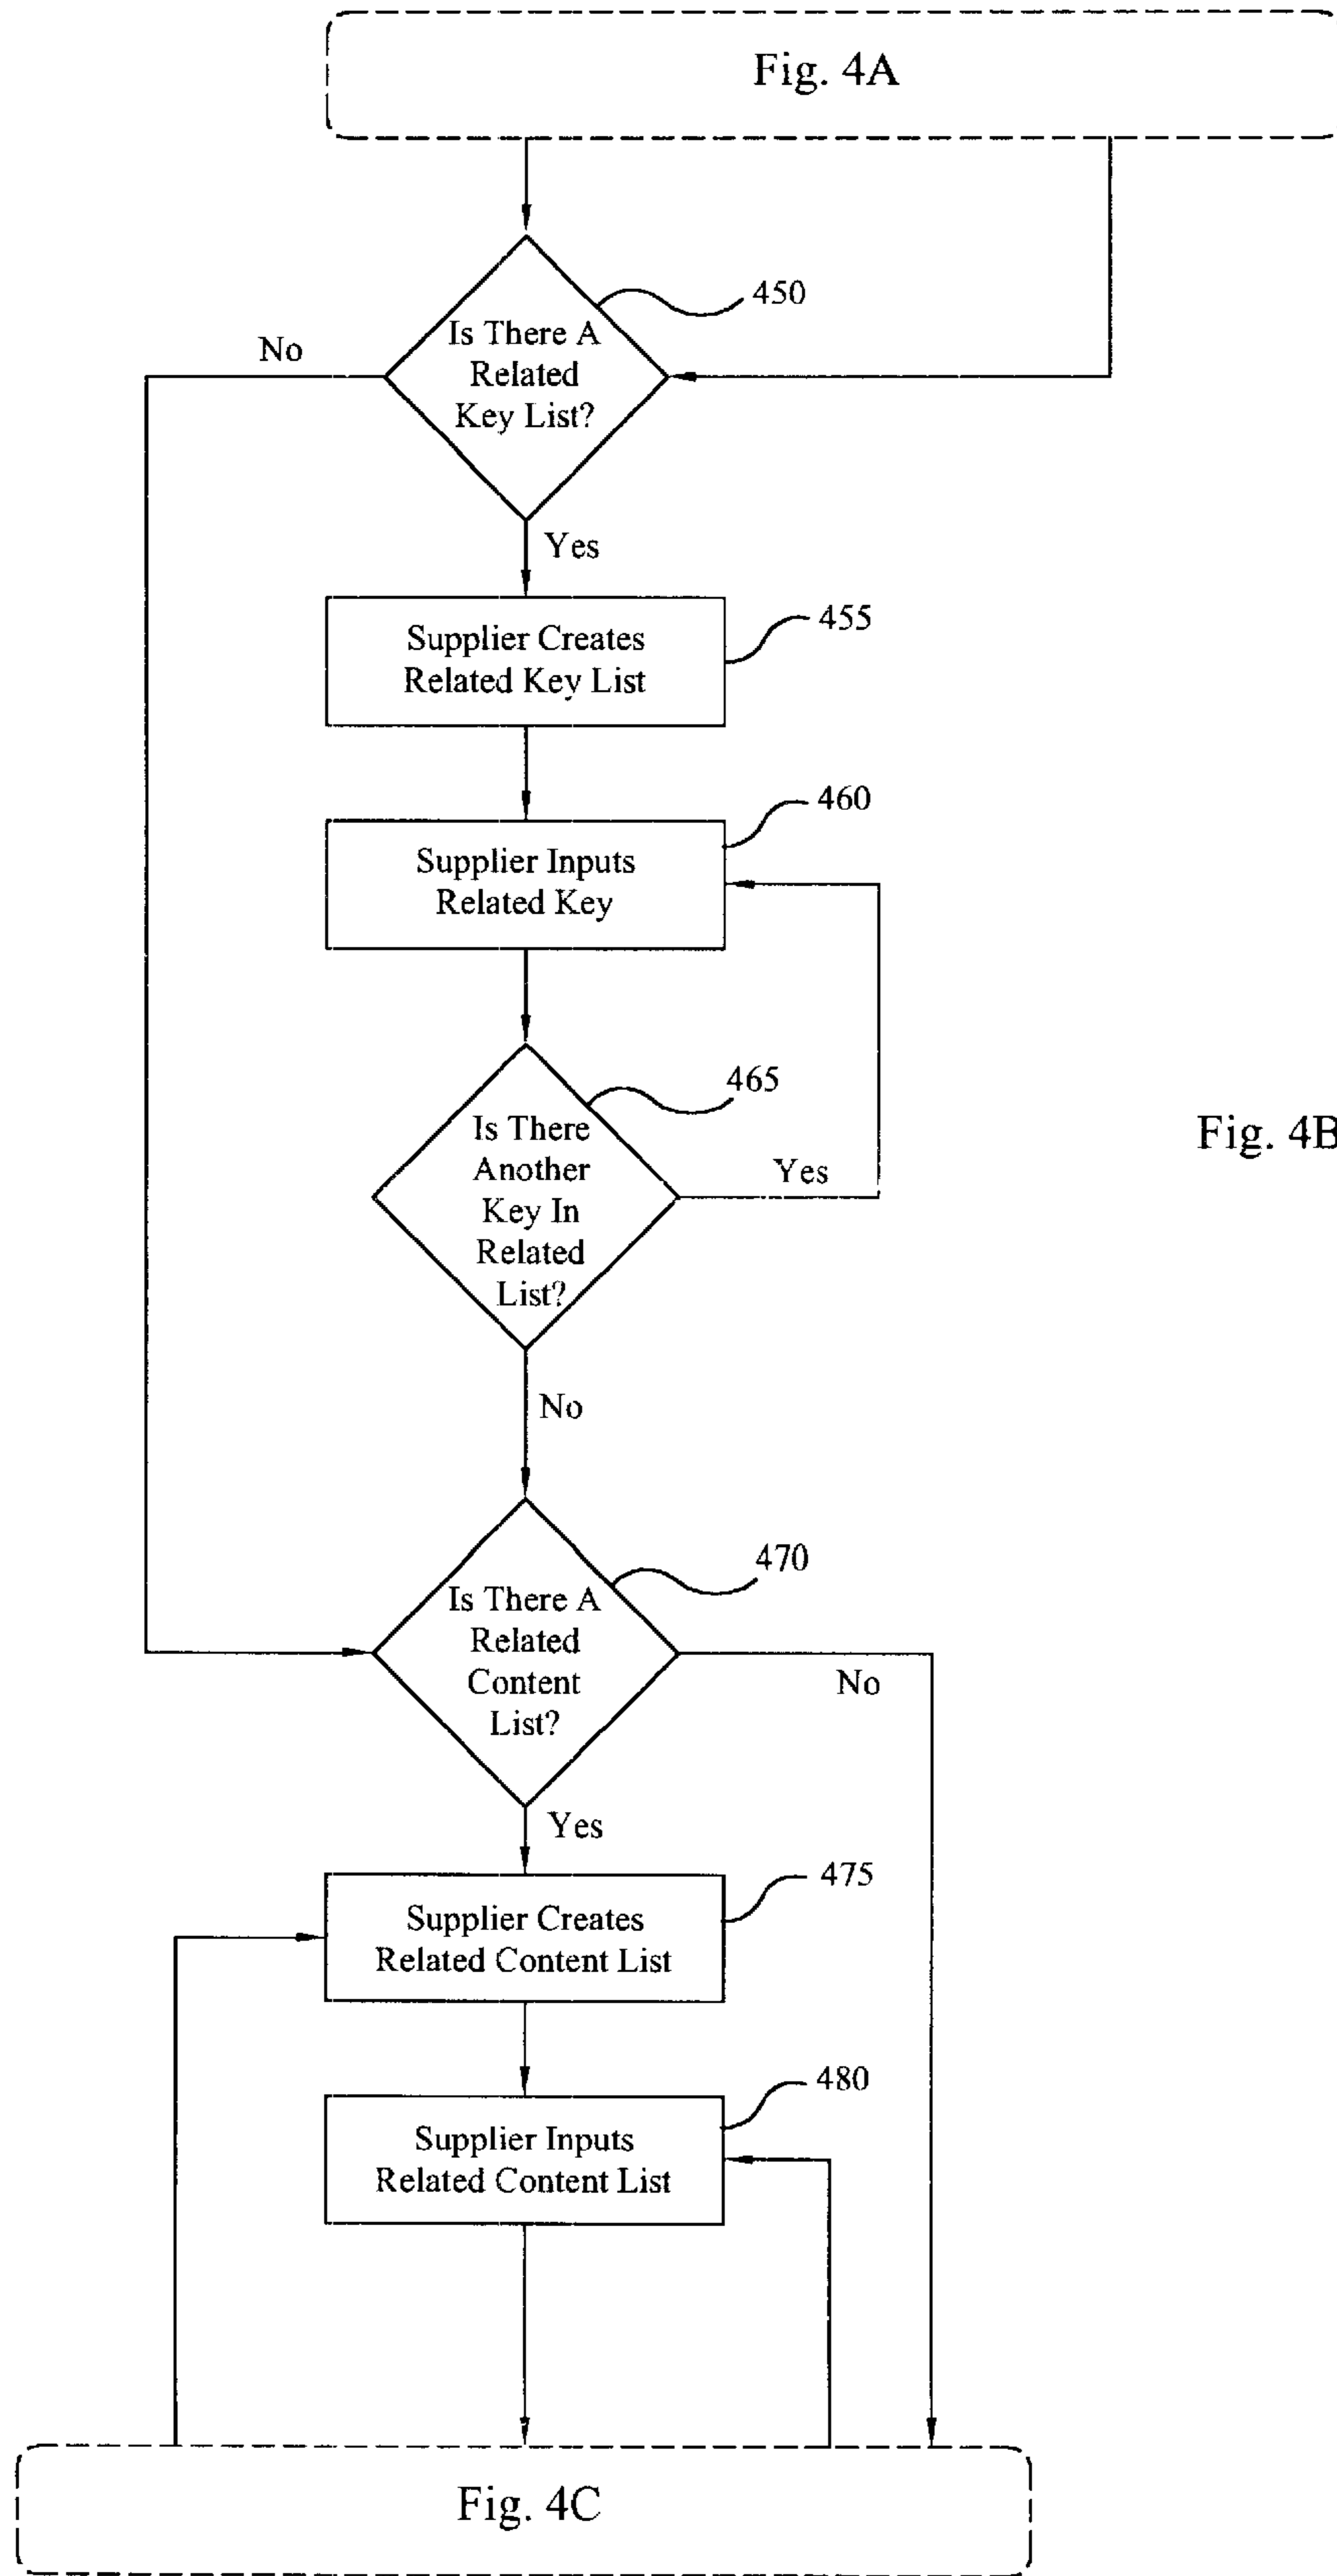 Fig. 4A
450
Is There A
Related
Key List?
No
Yes
455
Supplier Creates
Related Key List
460
Supplier Inputs
Related Key
465
Is There
Another
Key In
Related
List?
Yes
Fig. 4B
No
470
Is There A
Related
Content
List?
No
Yes
475
Supplier Creates
Related Content List
480
Supplier Inputs
Related Content List
Fig. 4C